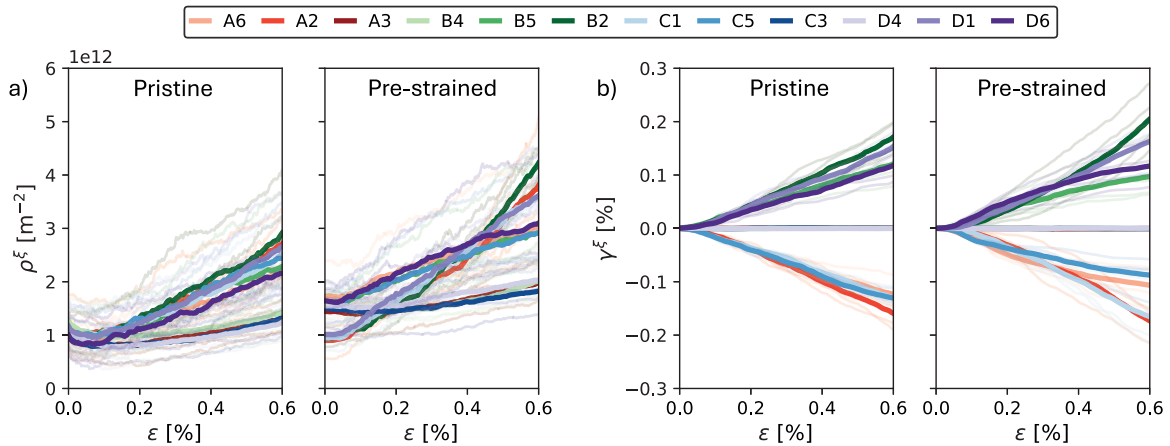 A6 A2 A3 B4 B5 B2 C1 C5 C3 D4 D1 D6
a)
1e12
Pristine
Pre-strained
ρ^ξ [m⁻²]
6
5
4
3
2
1
0
0.0 0.2 0.4 0.6
0.0 0.2 0.4 0.6
ε [%]
ε [%]
b)
Pristine
Pre-strained
γ^ξ [%]
0.3
0.2
0.1
0.0
−0.1
−0.2
−0.3
0.0 0.2 0.4 0.6
0.0 0.2 0.4 0.6
ε [%]
ε [%]